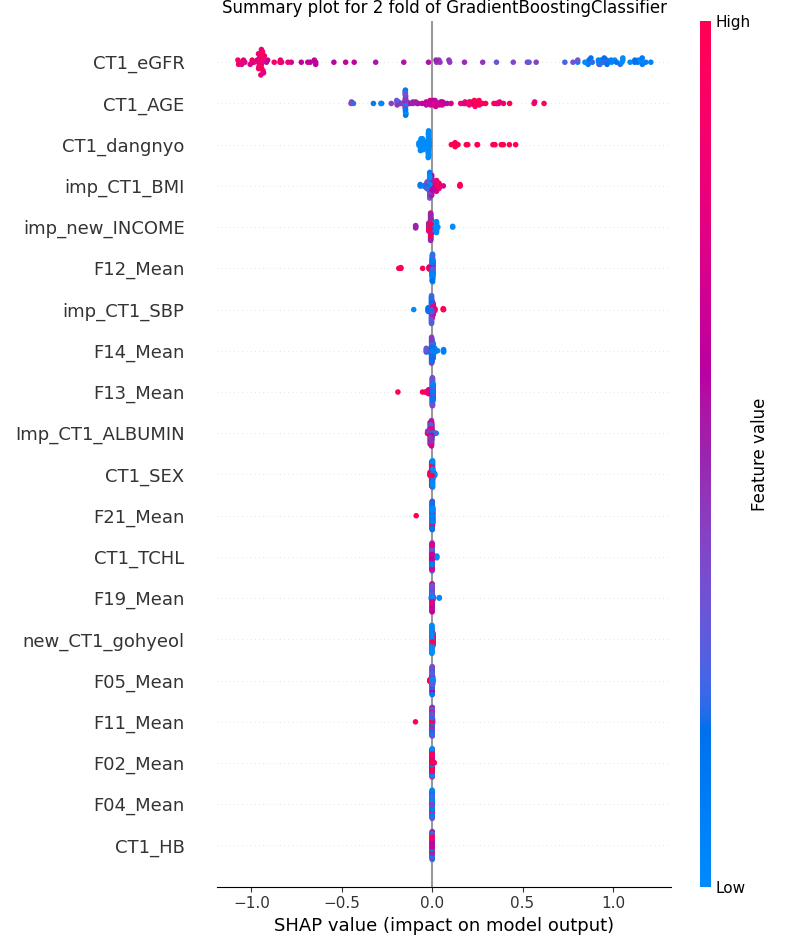 Summary plot for 2 fold of GradientBoostingClassifier
High
CT1_eGFR
CT1_AGE
CT1_dangnyo
imp_CT1_BMI
imp_new_INCOME
F12_Mean
imp_CT1_SBP
F14_Mean
F13_Mean
Imp_CT1_ALBUMIN
CT1_SEX
F21_Mean
CT1_TCHL
F19_Mean
new_CT1_gohyeol
F05_Mean
F11_Mean
F02_Mean
F04_Mean
CT1_HB
Feature value
Low
−1.0 −0.5 0.0 0.5 1.0
SHAP value (impact on model output)